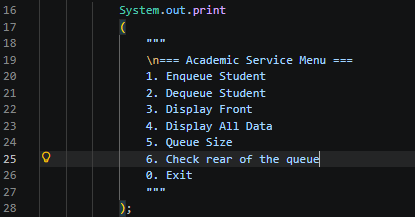 16 System.out.print
17 (
18 """
19 \n=== Academic Service Menu ===
20 1. Enqueue Student
21 2. Dequeue Student
22 3. Display Front
23 4. Display All Data
24 5. Queue Size
25 6. Check rear of the queue
26 0. Exit
27 """
28 );